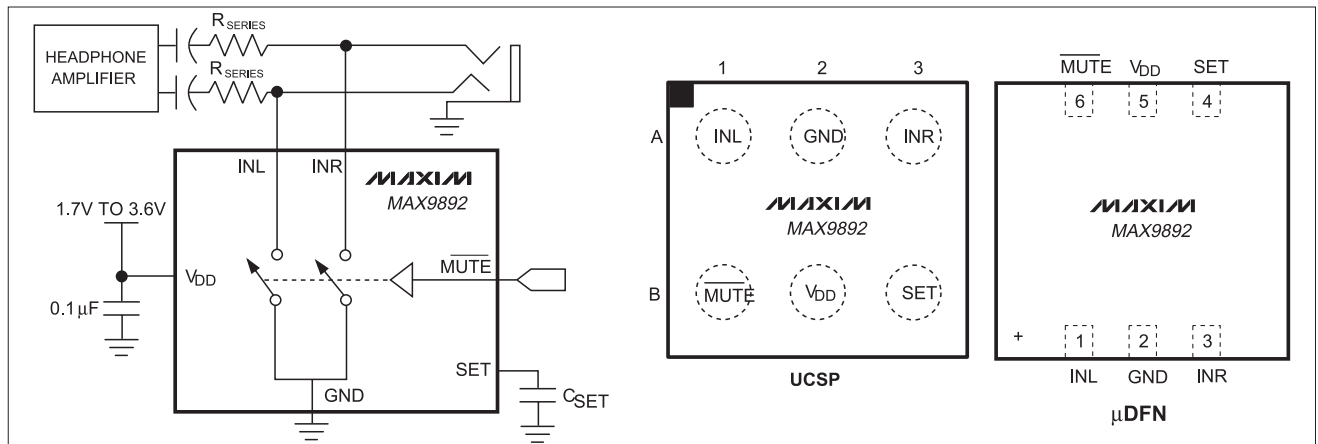 HEADPHONE
AMPLIFIER
RSERIES
RSERIES
INL INR
MAXIM
MAX9892
1.7V TO 3.6V
VDD
0.1µF
MUTE
SET
GND
CSET
1 2 3
A INL GND INR
MAXIM
MAX9892
B MUTE VDD SET
UCSP
MUTE VDD SET
6 5 4
MAXIM
MAX9892
+ 1 2 3
INL GND INR
µDFN